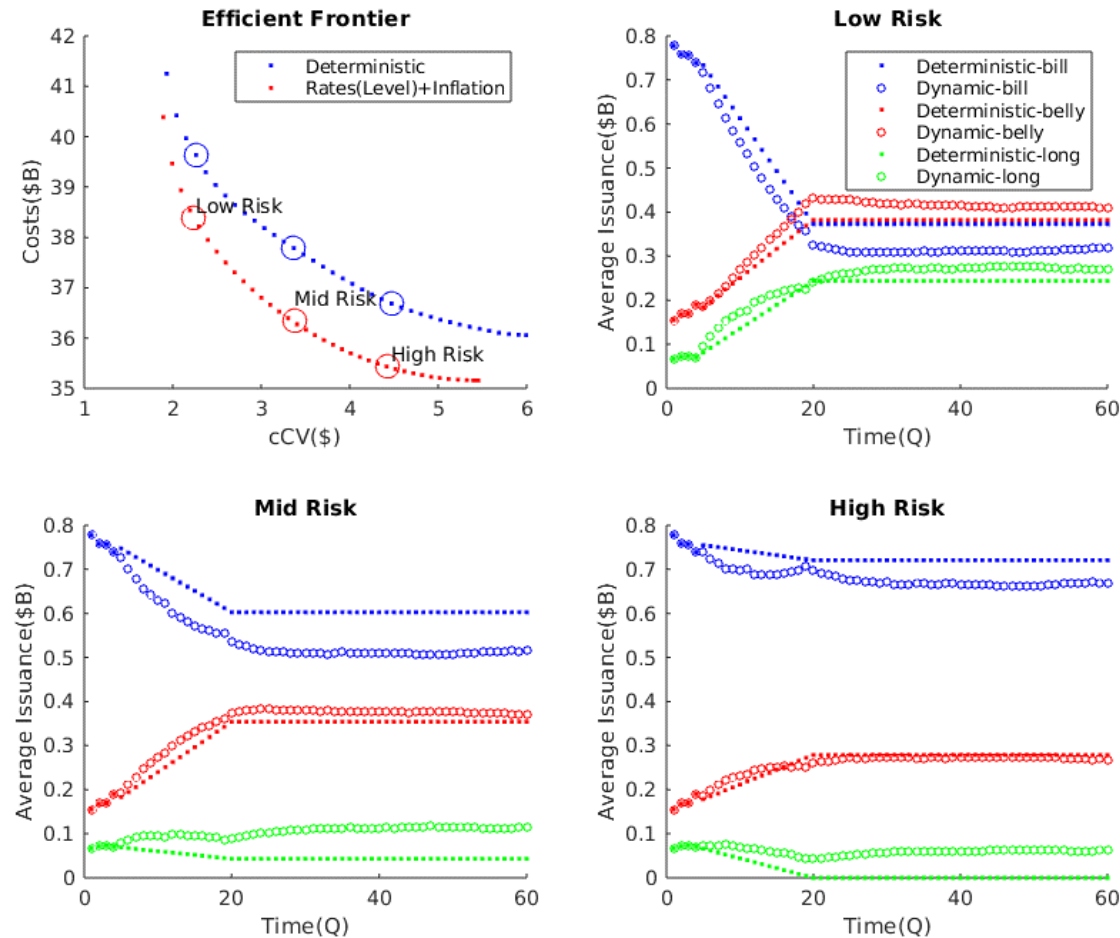 Efficient Frontier
42
41
40
39
38
37
36
35
Costs($B)
Deterministic
Rates(Level)+Inflation
Low Risk
Mid Risk
High Risk
1 2 3 4 5 6
cCV($)
Low Risk
0.8
0.7
0.6
0.5
0.4
0.3
0.2
0.1
0
Average Issuance($B)
Deterministic-bill
Dynamic-bill
Deterministic-belly
Dynamic-belly
Deterministic-long
Dynamic-long
0 20 40 60
Time(Q)
Mid Risk
0.8
0.7
0.6
0.5
0.4
0.3
0.2
0.1
0
Average Issuance($B)
0 20 40 60
Time(Q)
High Risk
0.8
0.7
0.6
0.5
0.4
0.3
0.2
0.1
0
Average Issuance($B)
0 20 40 60
Time(Q)